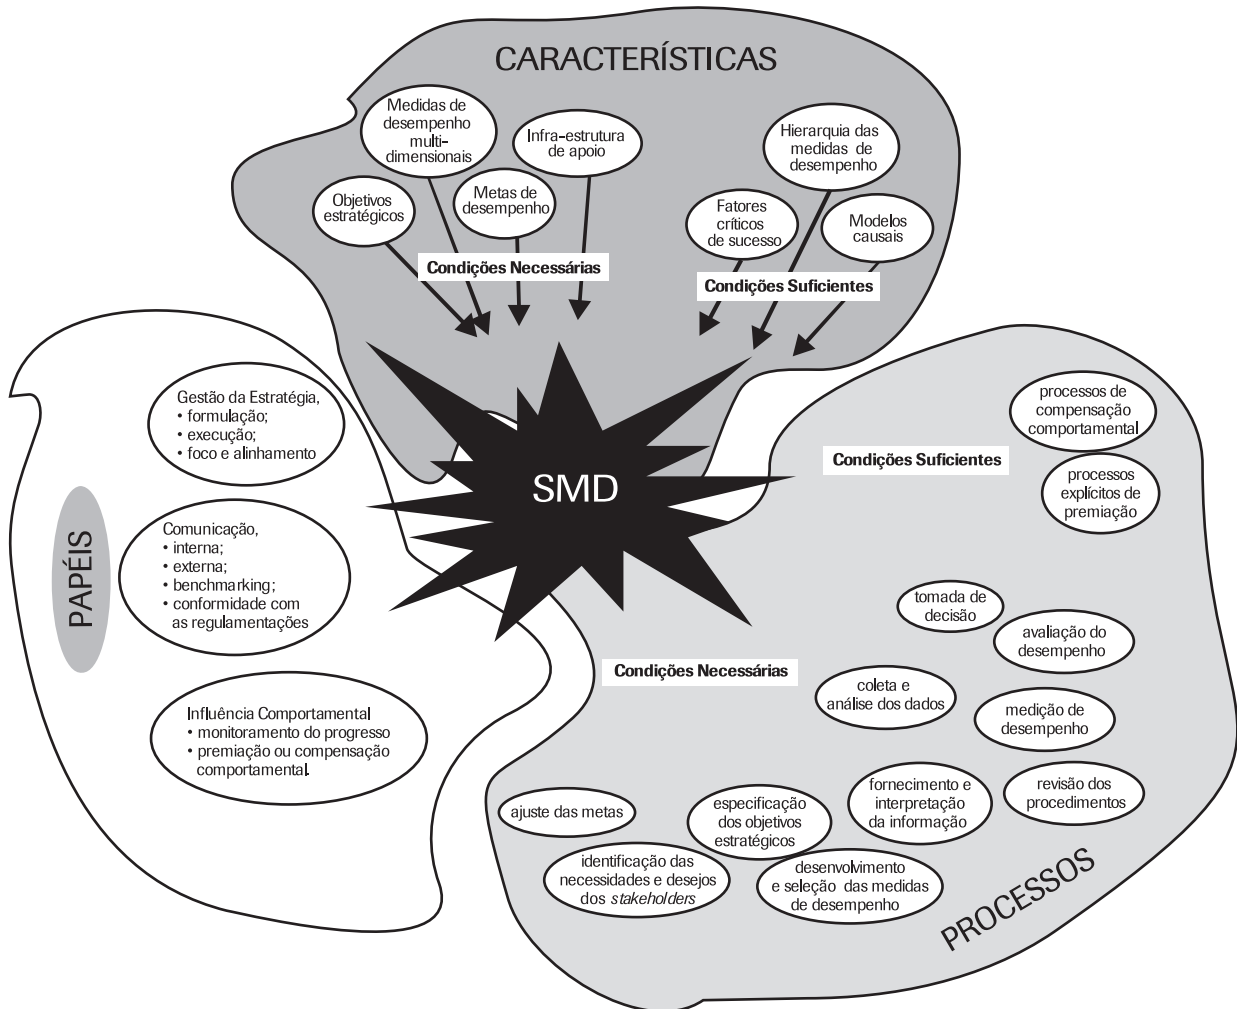 CARACTERÍSTICAS
Medidas de
desempenho
multi-
dimensionais
Infra-estrutura
de apoio
Hierarquia das
medidas de
desempenho
Objetivos
estratégicos
Metas de
desempenho
Fatores
críticos
de sucesso
Modelos
causais
Condições Necessárias
Condições Suficientes
SMD
PAPÉIS
Gestão da Estratégia,
• formulação;
• execução;
• foco e alinhamento
Comunicação,
• interna;
• externa;
• benchmarking;
• conformidade com
as regulamentações
Influência Comportamental
• monitoramento do progresso
• premiação ou compensação
comportamental.
processos de
compensação
comportamental
Condições Suficientes
processos
explícitos de
premiação
tomada de
decisão
avaliação do
desempenho
Condições Necessárias
coleta e
análise dos dados
medição de
desempenho
fornecimento e
interpretação
da informação
revisão dos
procedimentos
ajuste das metas
especificação
dos objetivos
estratégicos
identificação das
necessidades e desejos
dos stakeholders
desenvolvimento
e seleção das medidas
de desempenho
PROCESSOS